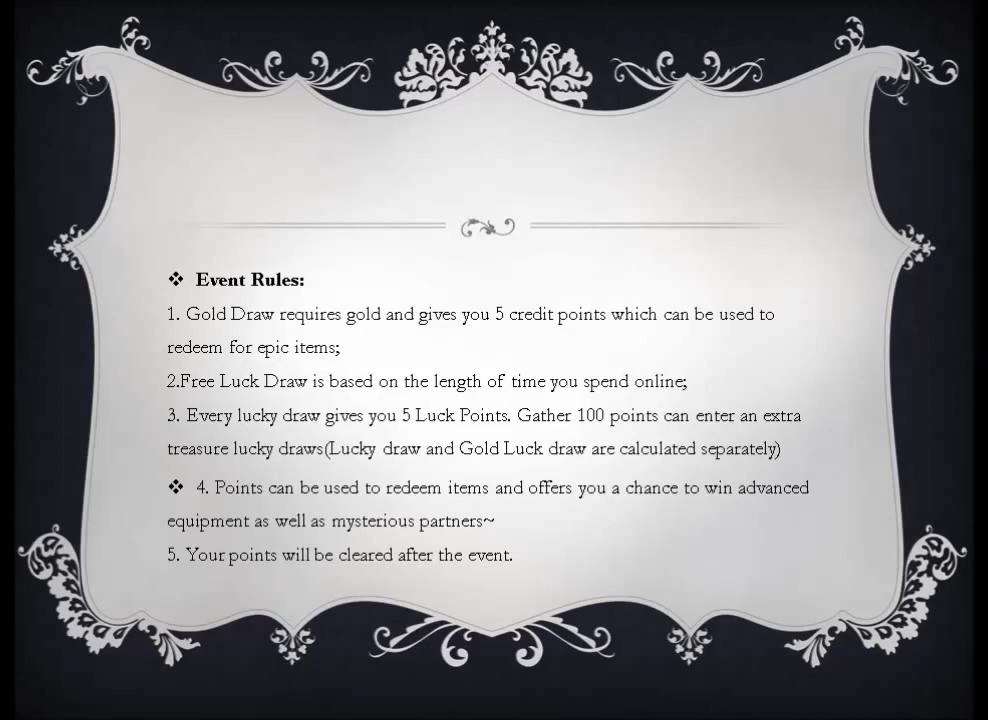 ❖ Event Rules:
1. Gold Draw requires gold and gives you 5 credit points which can be used to
redeem for epic items;
2.Free Luck Draw is based on the length of time you spend online;
3. Every lucky draw gives you 5 Luck Points. Gather 100 points can enter an extra
treasure lucky draws(Lucky draw and Gold Luck draw are calculated separately)
❖ 4. Points can be used to redeem items and offers you a chance to win advanced
equipment as well as mysterious partners~
5. Your points will be cleared after the event.